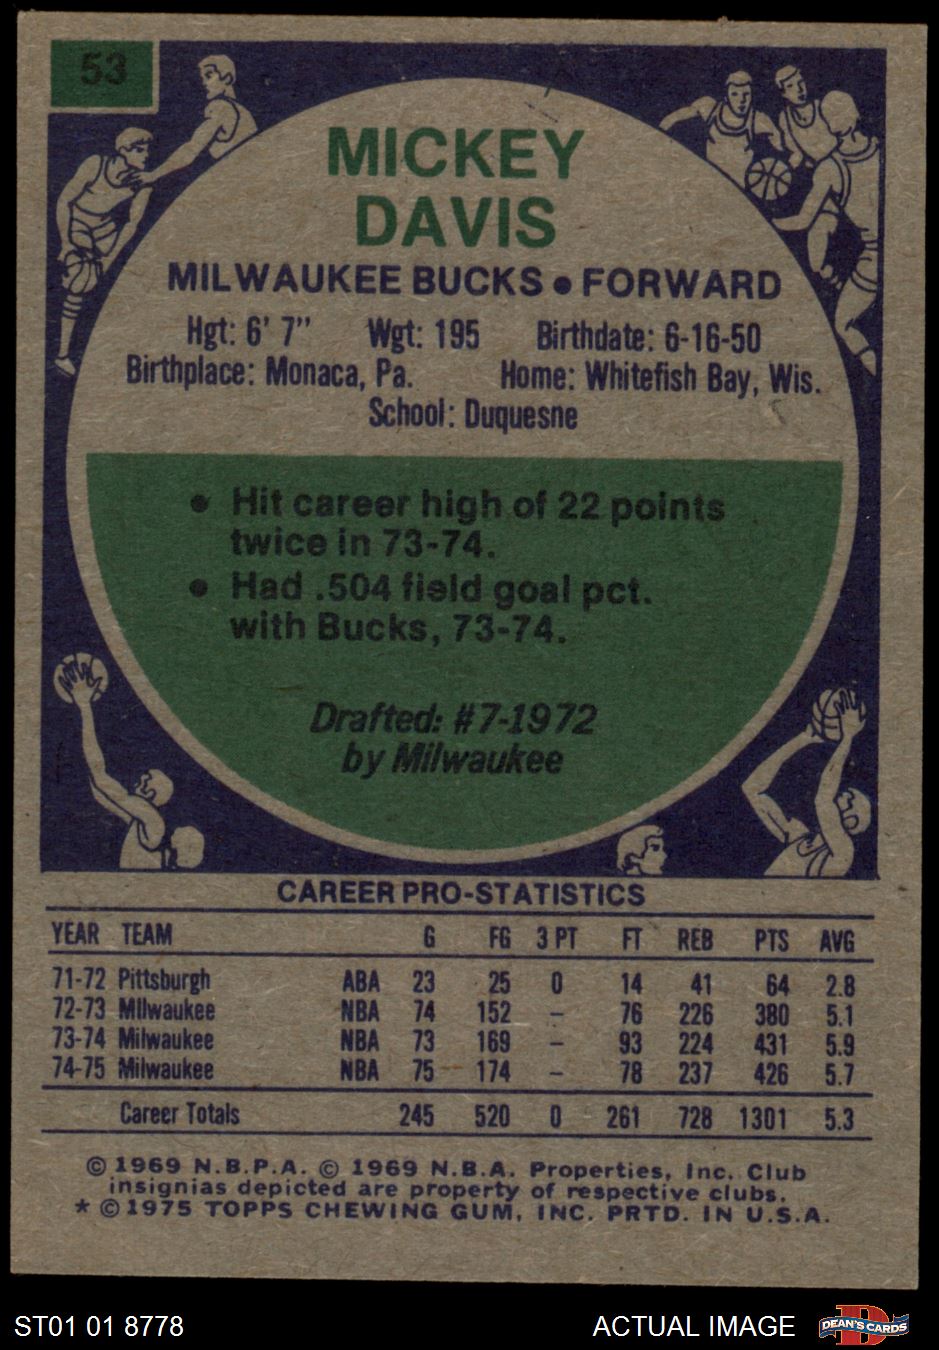 53
MICKEY
DAVIS
MILWAUKEE BUCKS • FORWARD
Hgt: 6' 7" Wgt: 195 Birthdate: 6-16-50
Birthplace: Monaca, Pa. Home: Whitefish Bay, Wis.
School: Duquesne
• Hit career high of 22 points
twice in 73-74.
• Had .504 field goal pct.
with Bucks, 73-74.
Drafted: #7-1972
by Milwaukee
CAREER PRO-STATISTICS
YEAR TEAM G FG 3 PT FT REB PTS AVG
71-72 Pittsburgh ABA 23 25 0 14 41 64 2.8
72-73 Milwaukee NBA 74 152 – 76 226 380 5.1
73-74 Milwaukee NBA 73 169 – 93 224 431 5.9
74-75 Milwaukee NBA 75 174 – 78 237 426 5.7
Career Totals 245 520 0 261 728 1301 5.3
© 1969 N.B.P.A. © 1969 N.B.A. Properties, Inc. Club
insignias depicted are property of respective clubs.
* © 1975 TOPPS CHEWING GUM, INC. PRTD. IN U.S.A.
ST01 01 8778 ACTUAL IMAGE D DEAN'S CARDS